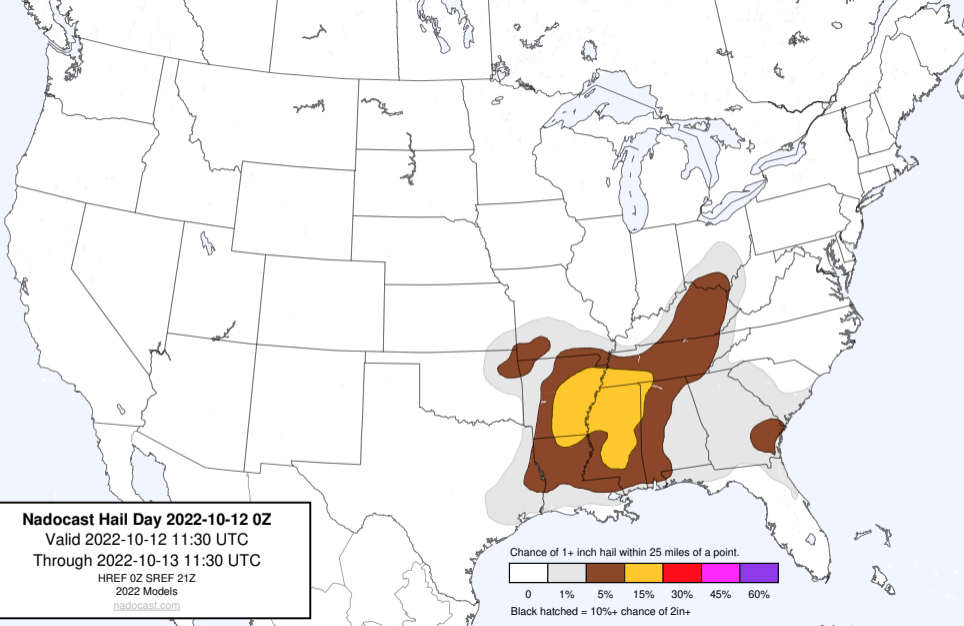 Nadocast Hail Day 2022-10-12 0Z
Valid 2022-10-12 11:30 UTC
Through 2022-10-13 11:30 UTC
HREF 0Z SREF 21Z
2022 Models
nadocast.com
Chance of 1+ inch hail within 25 miles of a point.
0 1% 5% 15% 30% 45% 60%
Black hatched = 10%+ chance of 2in+